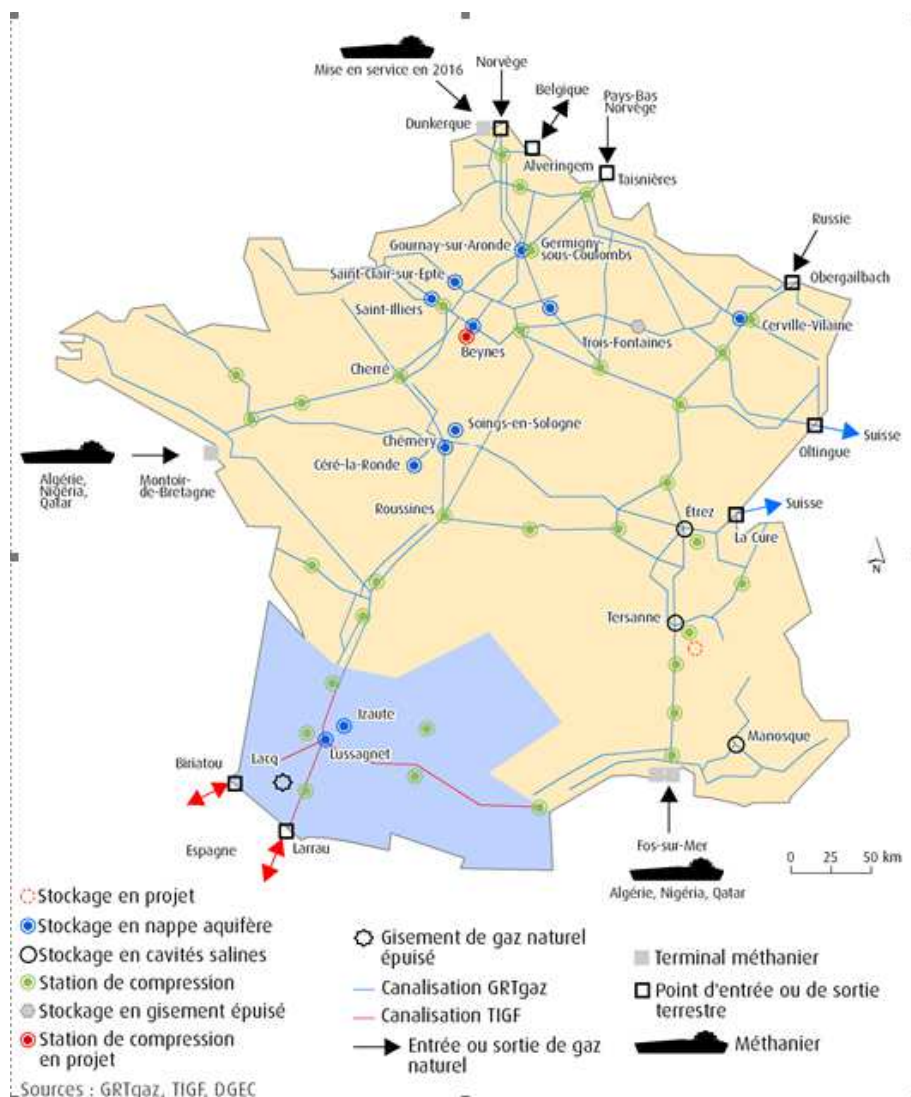 Mise en service en 2016
Norvège
Belgique
Pays-Bas
Norvège
Dunkerque
Alveringem
Taisnières
Russie
Gournay-sur-Aronde
Germigny-
sous-Coulombs
Obergailbach
Saint-Clair-sur-Epte
Saint-Illiers
Cerville-Vilaine
Trois-Fontaines
Beynes
Cherré
Soings-en-Sologne
Suisse
Chémery
Oltingue
Céré-la-Ronde
Algérie,
Nigéria,
Qatar
Montoir-
de-Bretagne
Suisse
Roussines
Étrez
La Cure
N
Tersanne
Izaute
Manosque
Lacq
Lussagnet
Biriatou
Espagne
Larrau
Fos-sur-Mer
0 25 50 km
Algérie, Nigéria, Qatar
Stockage en projet
Stockage en nappe aquifère
Stockage en cavités salines
Station de compression
Stockage en gisement épuisé
Station de compression
en projet
Gisement de gaz naturel
épuisé
Canalisation GRTgaz
Canalisation TIGF
Entrée ou sortie de gaz
naturel
Terminal méthanier
Point d'entrée ou de sortie
terrestre
Méthanier
Sources : GRTgaz, TIGF, DGEC